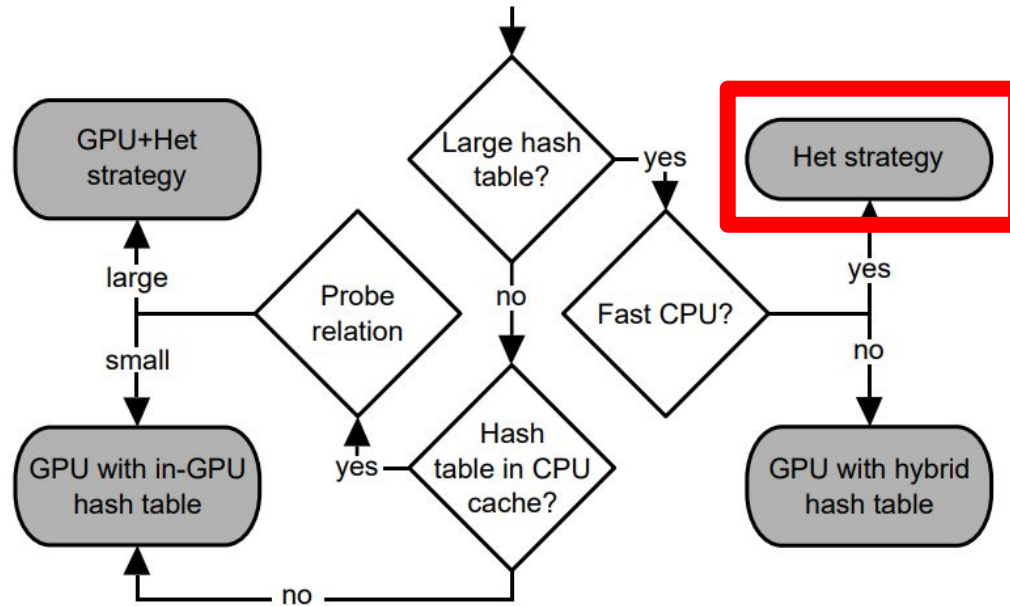 GPU+Het
strategy
Large hash
table?
yes
Het strategy
large
Probe
relation
no
Fast CPU?
yes
small
no
GPU with in-GPU
hash table
yes
Hash
table in CPU
cache?
GPU with hybrid
hash table
no